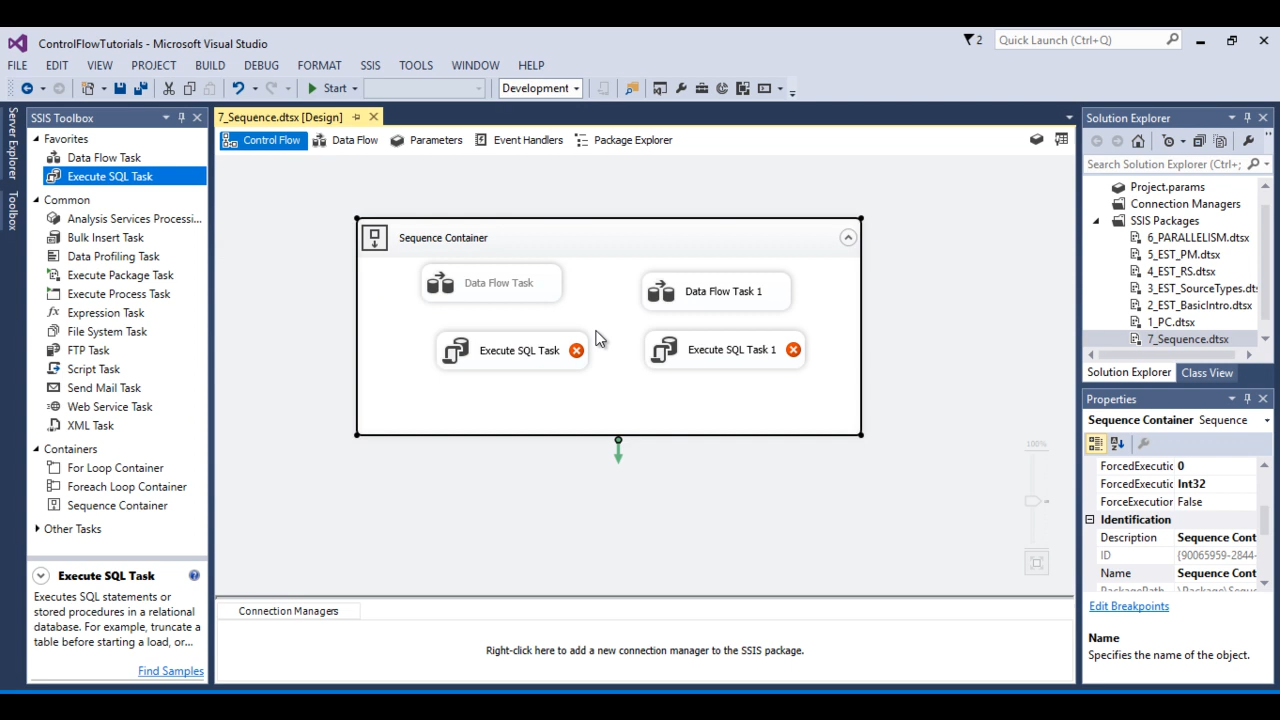 ControlFlowTutorials - Microsoft Visual Studio
2
Quick Launch (Ctrl+Q)
FILE EDIT VIEW PROJECT BUILD DEBUG FORMAT SSIS TOOLS WINDOW HELP
Start
Development
Server Explorer
Toolbox
SSIS Toolbox
Favorites
Data Flow Task
Execute SQL Task
Common
Analysis Services Processi...
Bulk Insert Task
Data Profiling Task
Execute Package Task
Execute Process Task
Expression Task
File System Task
FTP Task
Script Task
Send Mail Task
Web Service Task
XML Task
Containers
For Loop Container
Foreach Loop Container
Sequence Container
Other Tasks
Execute SQL Task
Executes SQL statements or
stored procedures in a relational
database. For example, truncate a
table before starting a load, or...
Find Samples
7_Sequence.dtsx [Design]
Control Flow Data Flow Parameters Event Handlers Package Explorer
Sequence Container
Data Flow Task
Data Flow Task 1
Execute SQL Task
Execute SQL Task 1
100%
Connection Managers
Right-click here to add a new connection manager to the SSIS package.
Solution Explorer
Search Solution Explorer (Ctrl+;
Project.params
Connection Managers
SSIS Packages
6_PARALLELISM.dtsx
5_EST_PM.dtsx
4_EST_RS.dtsx
3_EST_SourceTypes.dts
2_EST_BasicIntro.dtsx
1_PC.dtsx
7_Sequence.dtsx
Solution Explorer Class View
Properties
Sequence Container Sequence
ForcedExecutic 0
ForcedExecutic Int32
ForceExecutior False
Identification
Description Sequence Cont
ID {90065959-2844-
Name Sequence Cont
PackagePath \Package\Seque
Edit Breakpoints
Name
Specifies the name of the object.